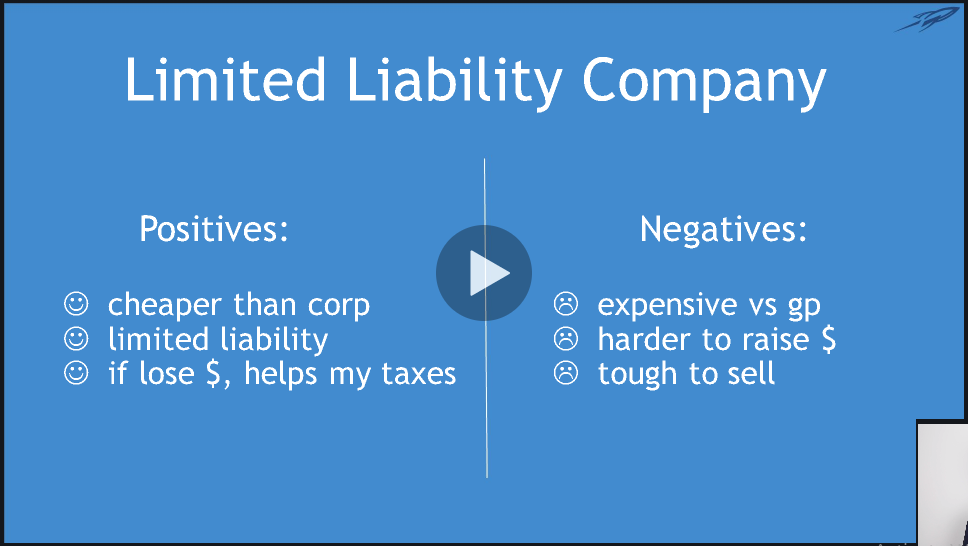 Limited Liability Company
Positives:
☺ cheaper than corp
☺ limited liability
☺ if lose $, helps my taxes
Negatives:
☹ expensive vs gp
☹ harder to raise $
☹ tough to sell